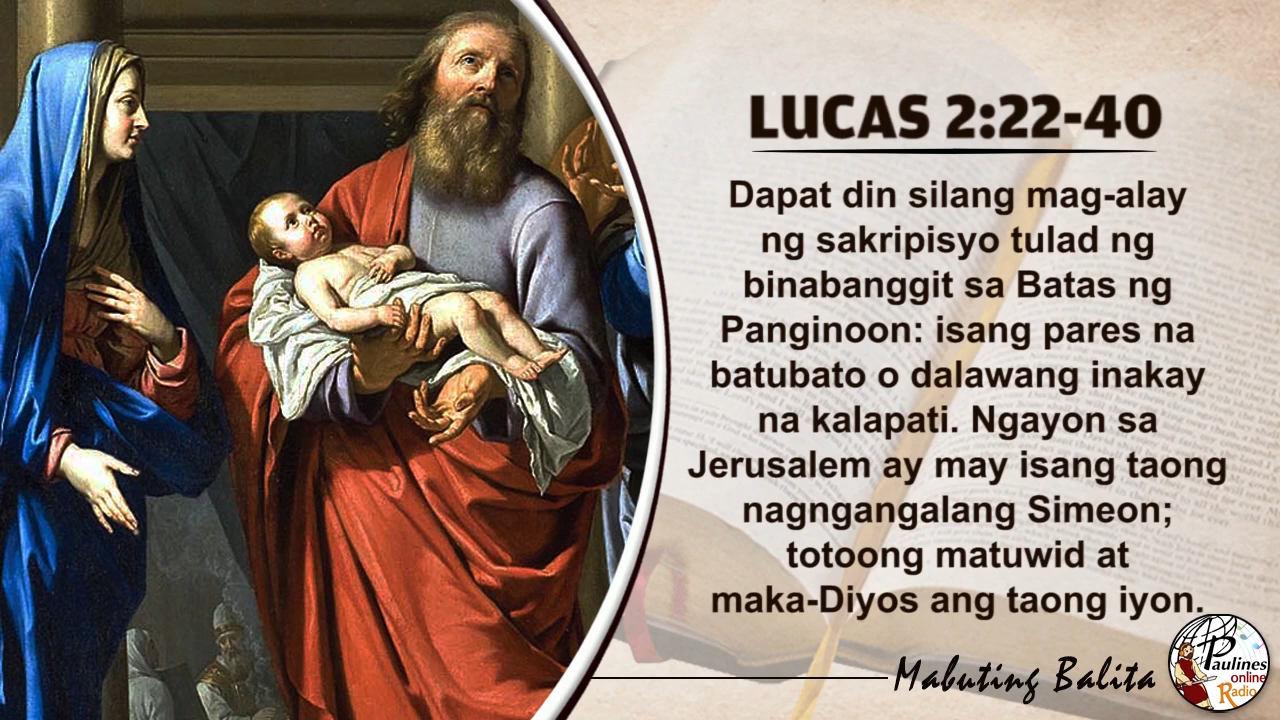 LUCAS 2:22-40
Dapat din silang mag-alay
ng sakripisyo tulad ng
binabanggit sa Batas ng
Panginoon: isang pares na
batubato o dalawang inakay
na kalapati. Ngayon sa
Jerusalem ay may isang taong
nagngangalang Simeon;
totoong matuwid at
maka-Diyos ang taong iyon.
Mabuting Balita
Paulines
online
Radio